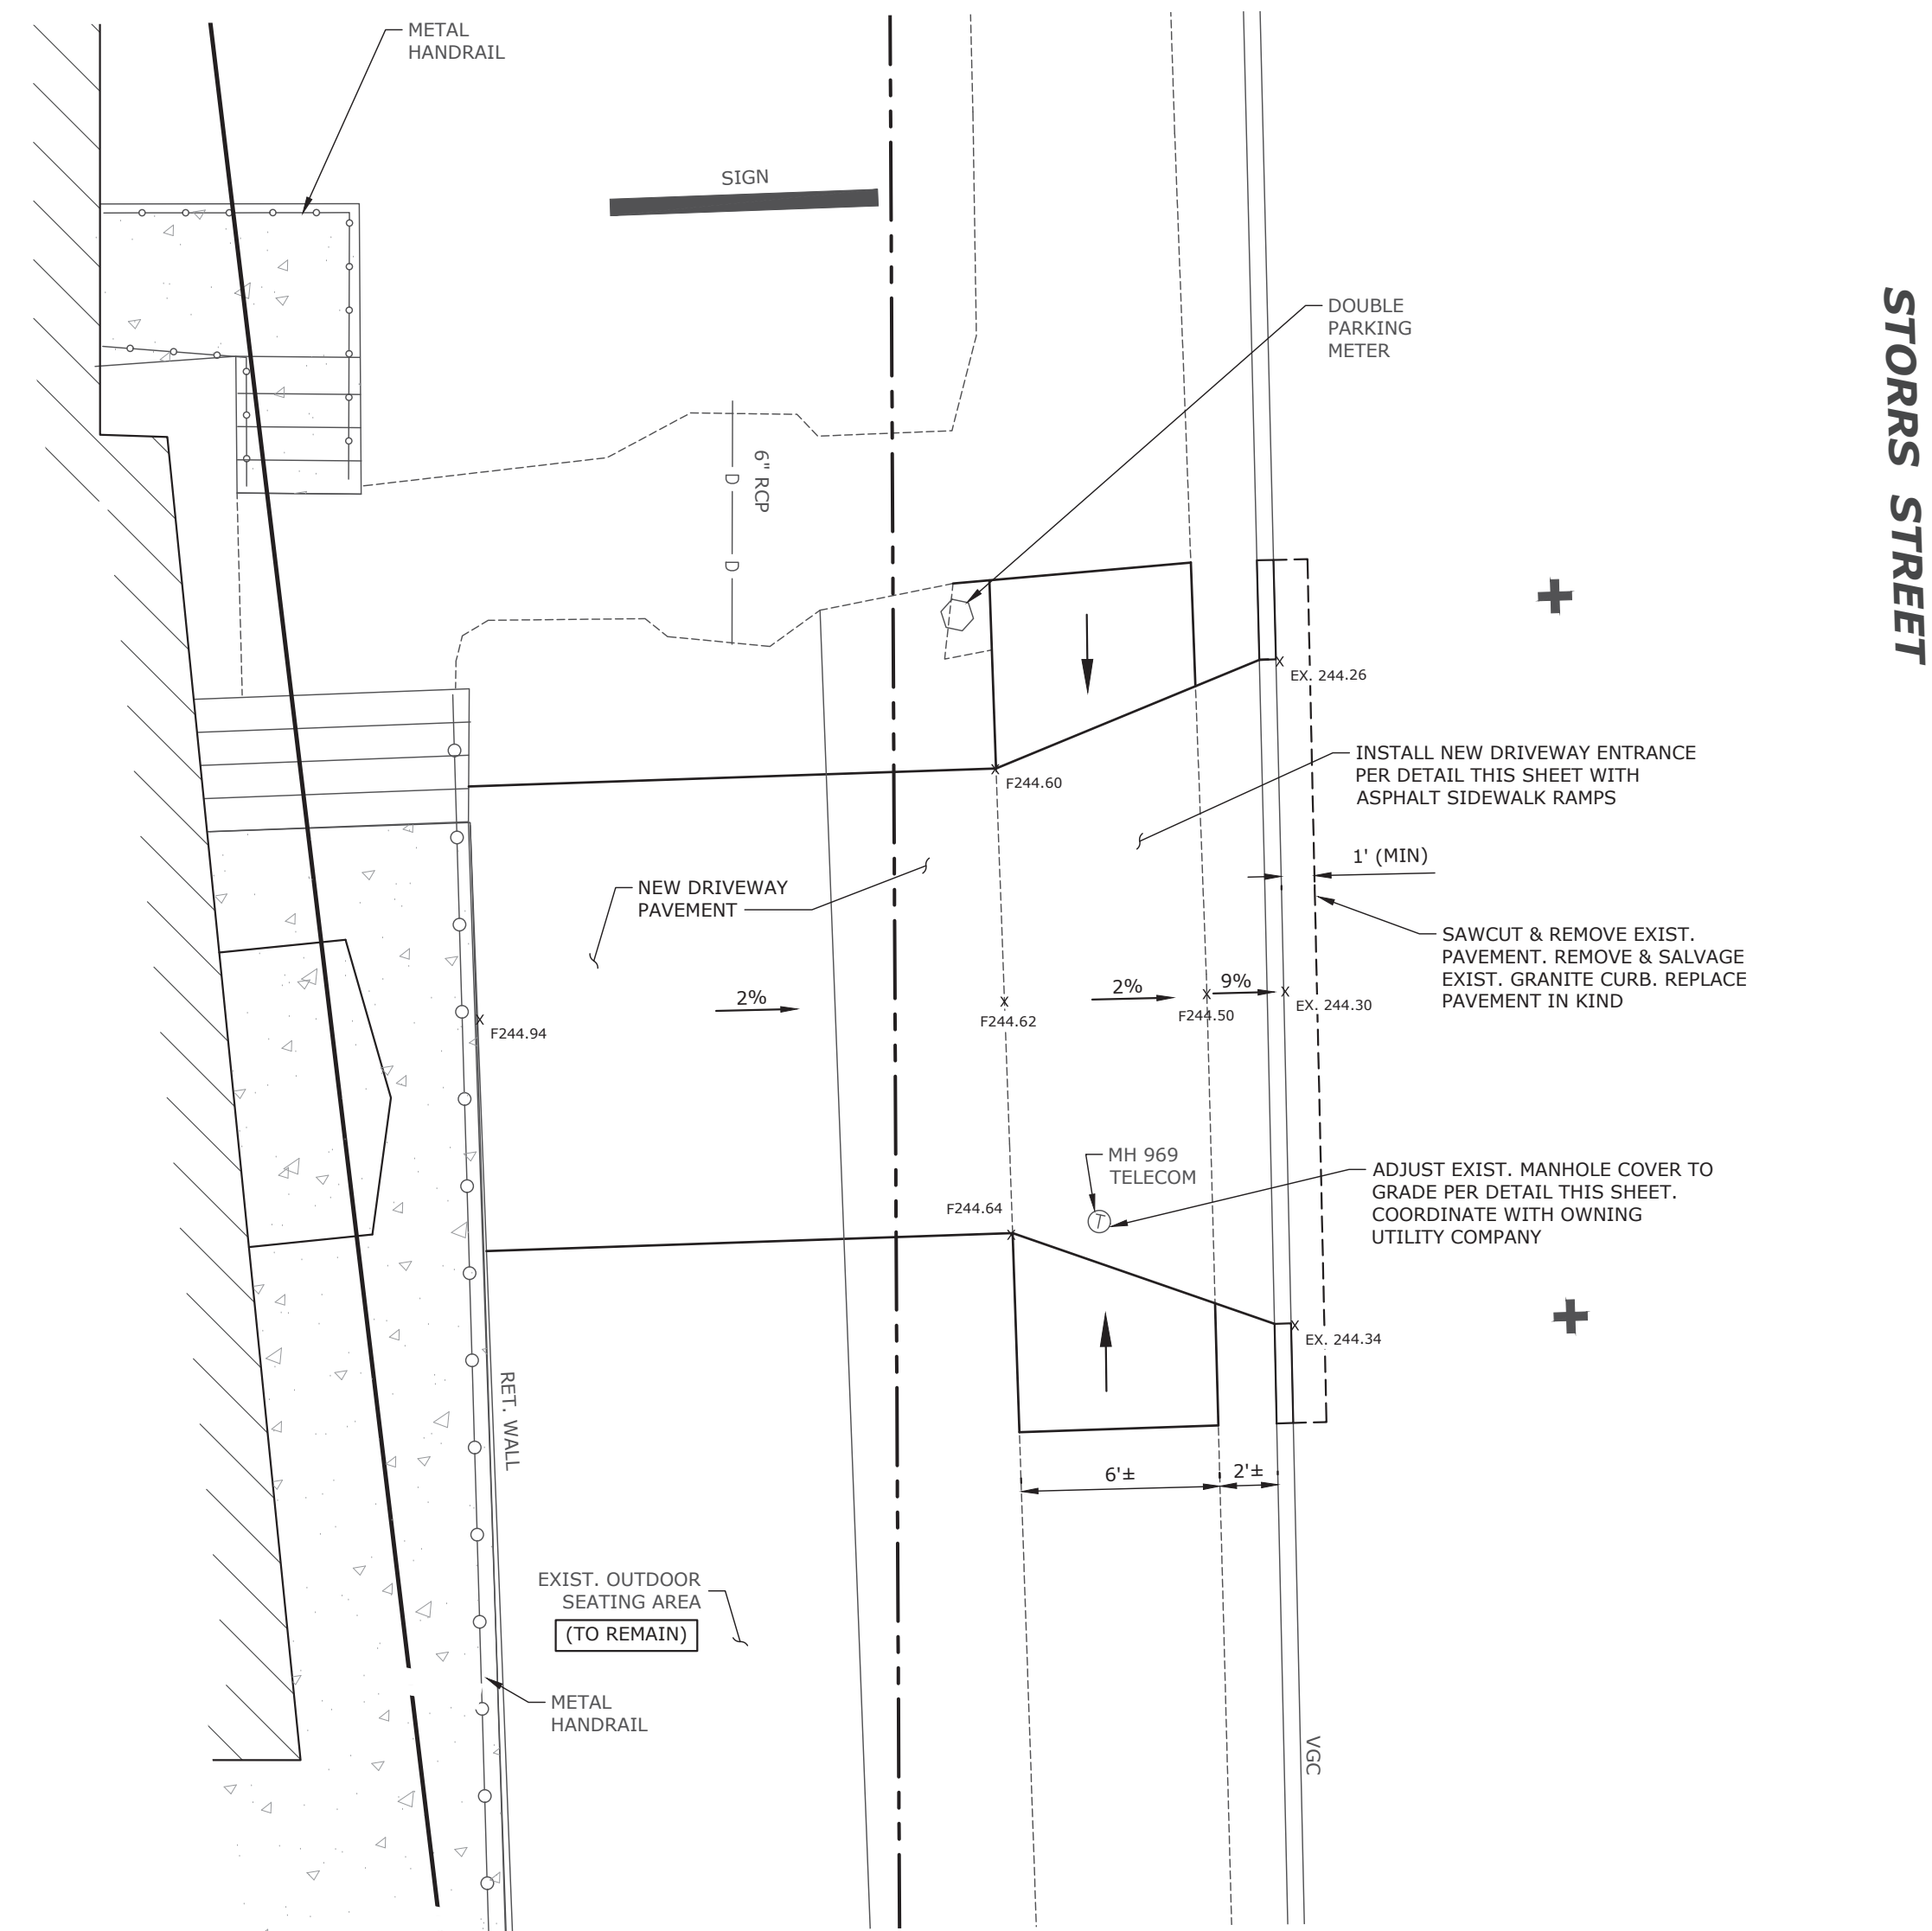 METAL
HANDRAIL
SIGN
STORRS STREET
DOUBLE
PARKING
METER
6" RCP
D
D
EX. 244.26
INSTALL NEW DRIVEWAY ENTRANCE
PER DETAIL THIS SHEET WITH
ASPHALT SIDEWALK RAMPS
F244.60
1' (MIN)
NEW DRIVEWAY
PAVEMENT
SAWCUT & REMOVE EXIST.
PAVEMENT. REMOVE & SALVAGE
EXIST. GRANITE CURB. REPLACE
PAVEMENT IN KIND
2%
2%
9%
EX. 244.30
F244.50
F244.62
F244.94
MH 969
TELECOM
T
ADJUST EXIST. MANHOLE COVER TO
GRADE PER DETAIL THIS SHEET.
COORDINATE WITH OWNING
UTILITY COMPANY
F244.64
EX. 244.34
RET. WALL
6'±
2'±
EXIST. OUTDOOR
SEATING AREA
(TO REMAIN)
METAL
HANDRAIL
VGC